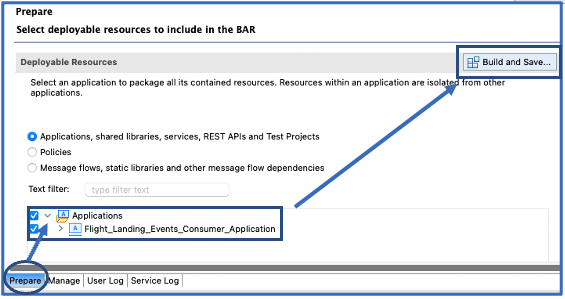 Prepare
Select deployable resources to include in the BAR
Deployable Resources
Build and Save...
Select an application to package all its contained resources. Resources within an application are isolated from other
applications.
Applications, shared libraries, services, REST APIs and Test Projects
Policies
Message flows, static libraries and other message flow dependencies
Text filter:
type filter text
Applications
Flight_Landing_Events_Consumer_Application
Prepare
Manage
User Log
Service Log